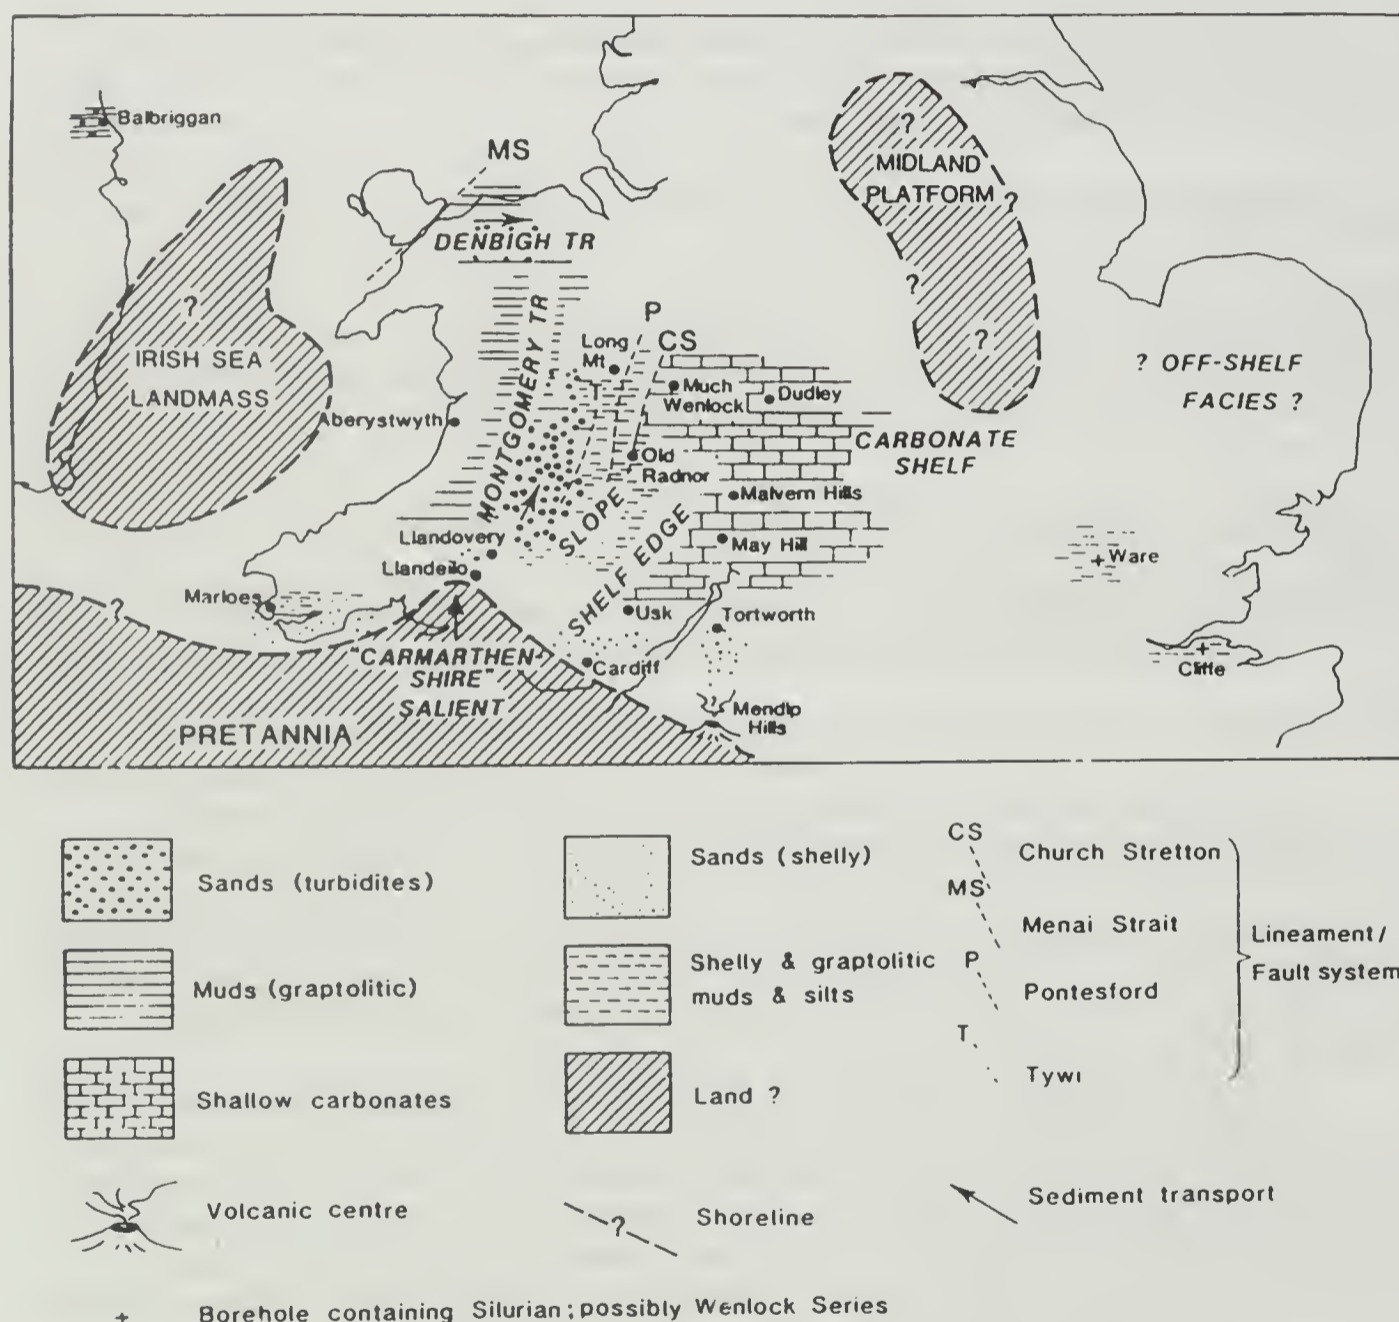 Balbriggan
MS
DENBIGH TR
?
MIDLAND
PLATFORM
?
?
?
?
IRISH SEA
LANDMASS
MONTGOMERY TR
P
CS
Long
Mt
T
Much
Wenlock
Dudley
? OFF-SHELF
FACIES ?
Aberystwyth
CARBONATE
SHELF
Old
Radnor
SLOPE
Malvern Hills
SHELF EDGE
Llandovery
May Hill
Llandeilo
Ware
Marloes
?
Usk
Tortworth
"CARMARTHEN-
SHIRE"
SALIENT
Cardiff
Cliffe
PRETANNIA
?
Mendip
Hills
Sands (turbidites)
Muds (graptolitic)
Shallow carbonates
Volcanic centre
Sands (shelly)
Shelly & graptolitic
muds & silts
Land ?
?
Shoreline
CS
Church Stretton
MS
Menai Strait
P
Pontesford
T
Tywi
Lineament/
Fault system
Sediment transport
+ Borehole containing Silurian; possibly Wenlock Series